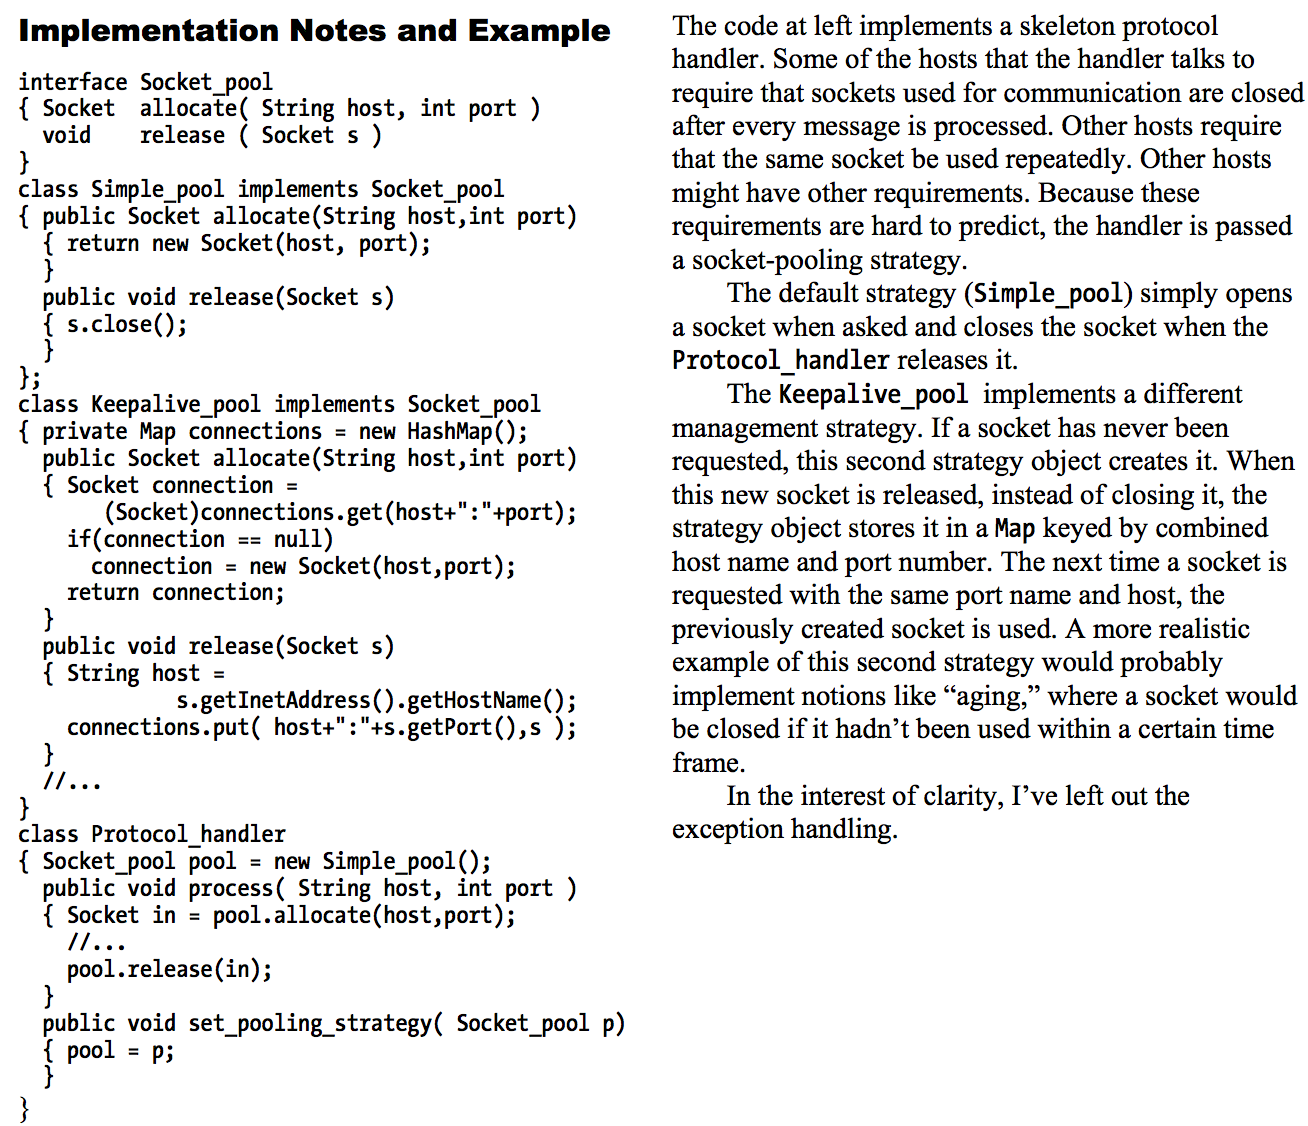 Implementation Notes and Example
interface Socket_pool
{ Socket  allocate( String host, int port )
  void    release ( Socket s )
}
class Simple_pool implements Socket_pool
{ public Socket allocate(String host,int port)
  { return new Socket(host, port);
  }
  public void release(Socket s)
  { s.close();
  }
};
class Keepalive_pool implements Socket_pool
{ private Map connections = new HashMap();
  public Socket allocate(String host,int port)
  { Socket connection =
       (Socket)connections.get(host+":"+port);
    if(connection == null)
      connection = new Socket(host,port);
    return connection;
  }
  public void release(Socket s)
  { String host =
             s.getInetAddress().getHostName();
    connections.put( host+":"+s.getPort(),s );
  }
  //...
}
class Protocol_handler
{ Socket_pool pool = new Simple_pool();
  public void process( String host, int port )
  { Socket in = pool.allocate(host,port);
    //...
    pool.release(in);
  }
  public void set_pooling_strategy( Socket_pool p)
  { pool = p;
  }
}
The code at left implements a skeleton protocol
handler. Some of the hosts that the handler talks to
require that sockets used for communication are closed
after every message is processed. Other hosts require
that the same socket be used repeatedly. Other hosts
might have other requirements. Because these
requirements are hard to predict, the handler is passed
a socket-pooling strategy.
The default strategy (Simple_pool) simply opens
a socket when asked and closes the socket when the
Protocol_handler releases it.
The Keepalive_pool  implements a different
management strategy. If a socket has never been
requested, this second strategy object creates it. When
this new socket is released, instead of closing it, the
strategy object stores it in a Map keyed by combined
host name and port number. The next time a socket is
requested with the same port name and host, the
previously created socket is used. A more realistic
example of this second strategy would probably
implement notions like “aging,” where a socket would
be closed if it hadn’t been used within a certain time
frame.
In the interest of clarity, I’ve left out the
exception handling.